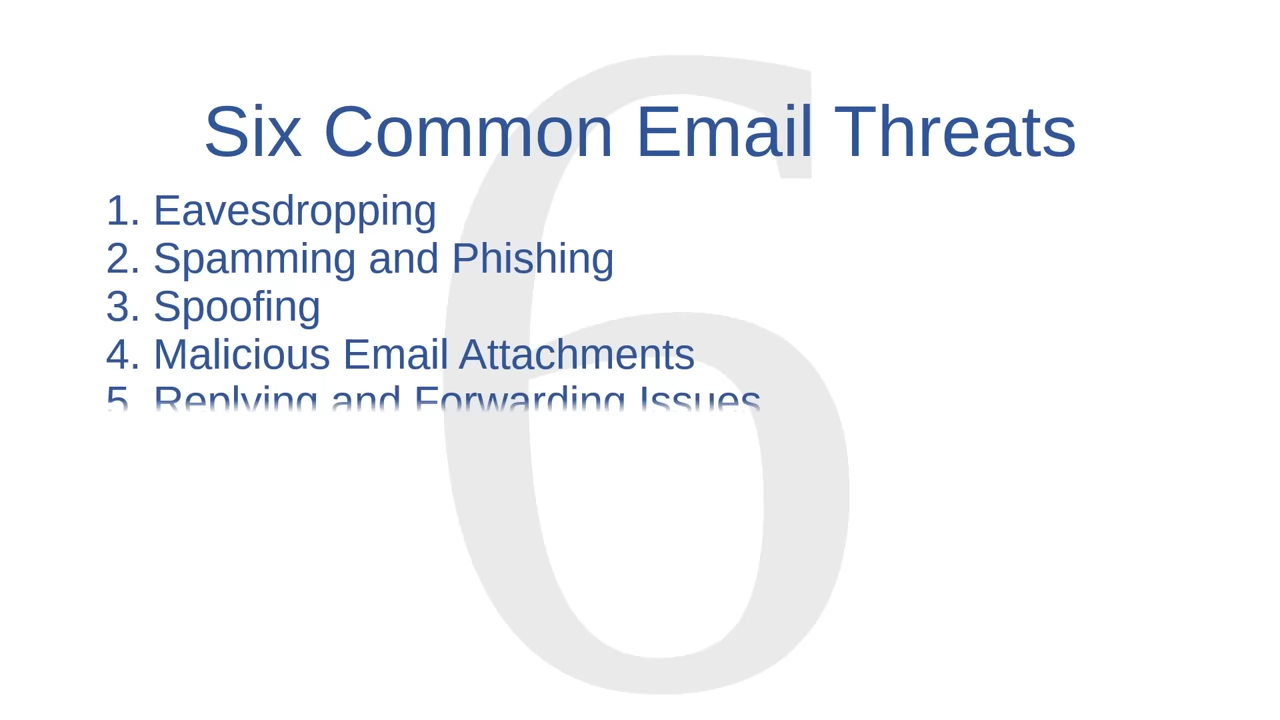 Six Common Email Threats
1. Eavesdropping
2. Spamming and Phishing
3. Spoofing
4. Malicious Email Attachments
5. Replying and Forwarding Issues
6